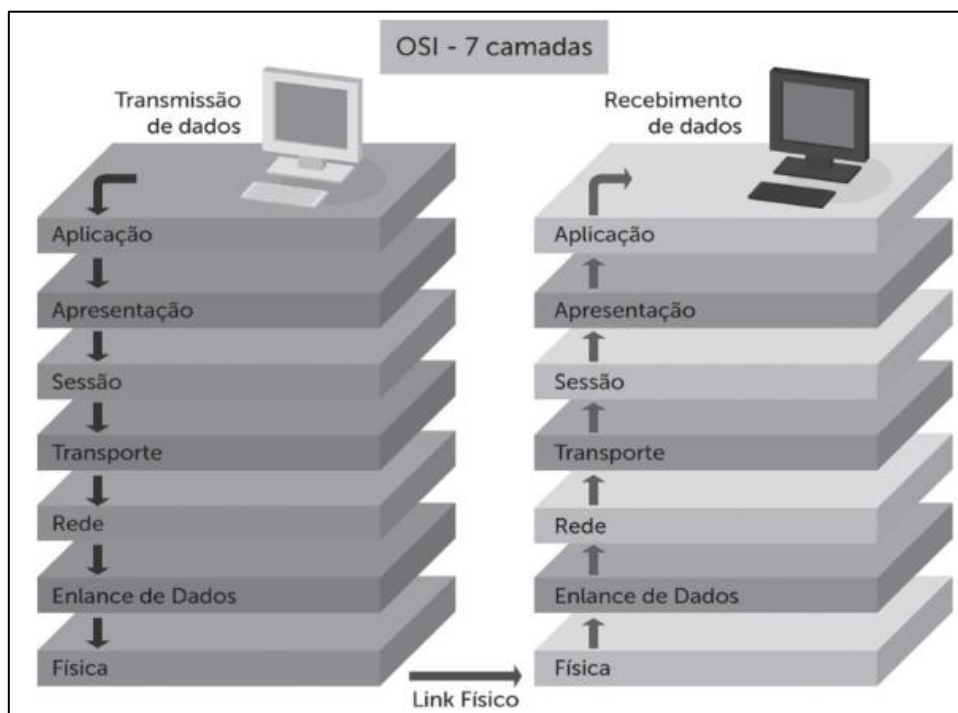 OSI - 7 camadas
Transmissão
de dados
Aplicação
Apresentação
Sessão
Transporte
Rede
Enlance de Dados
Física
Link Físico
Recebimento
de dados
Aplicação
Apresentação
Sessão
Transporte
Rede
Enlance de Dados
Física